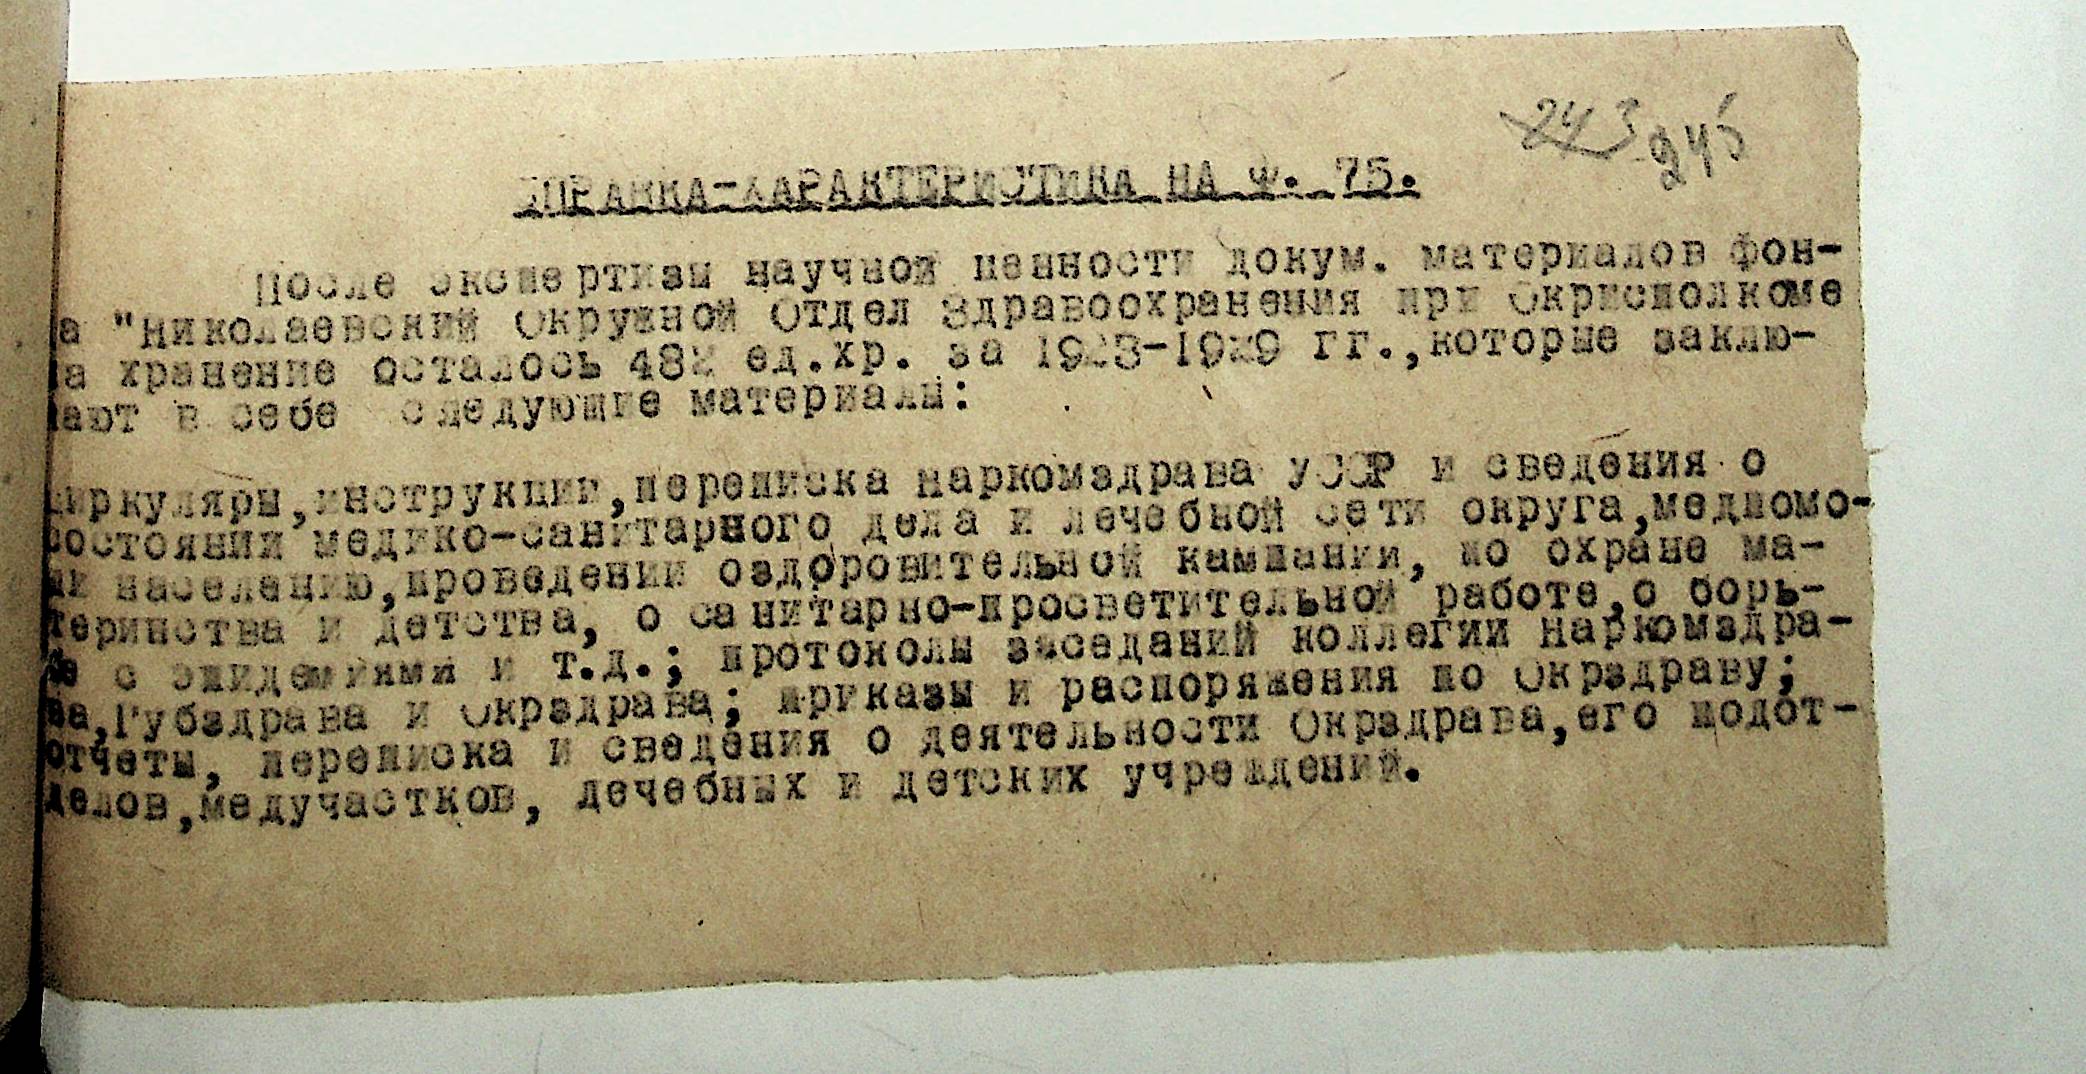 243 245
СПРАВКА-ХАРАКТЕРИСТИКА НА Ф. 75.
После экспертизы научной ценности докум. материалов фон-
а "Николаевский Окружной Отдел Здравоохранения при Окрисполкоме
на хранение осталось 482 ед.хр. за 1923-1929 гг.,которые заклю-
чают в себе следующие материалы:
циркуляры,инструкции,переписка Наркомздрава УССР и сведения о
состоянии медико-санитарного дела и лечебной сети округа,медпомо-
щи населению,проведении оздоровительной кампании, по охране ма-
теринства и детства, о санитарно-просветительной работе,о борь-
бе с эпидемиями и т.д.; протоколы заседаний коллегии Наркомздра-
ва,Губздрава и Окрздрава; приказы и распоряжения по Окрздраву;
отчеты, переписка и сведения о деятельности Окрздрава,его подот-
делов,медучастков, лечебных и детских учреждений.